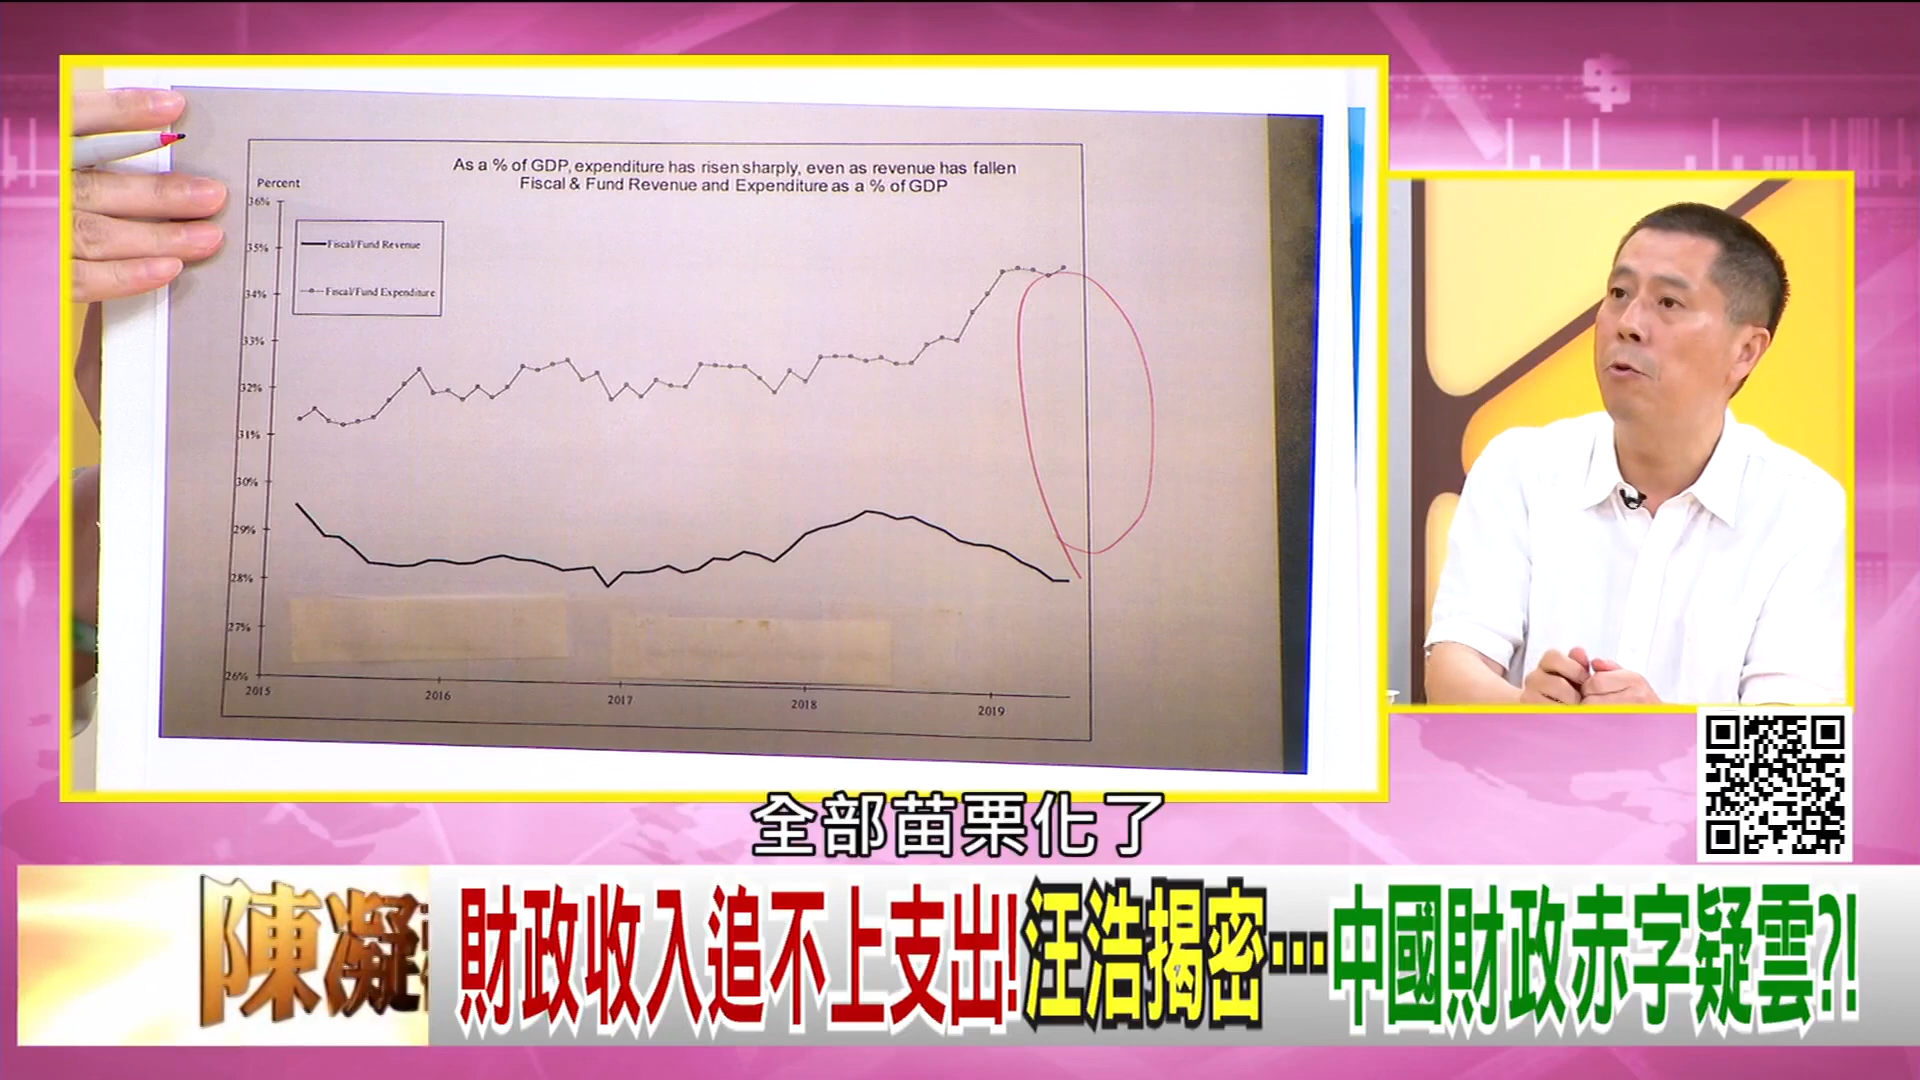 As a % of GDP, expenditure has risen sharply, even as revenue has fallen
Fiscal & Fund Revenue and Expenditure as a % of GDP
Percent
36%
35%
34%
33%
32%
31%
30%
29%
28%
27%
26%
Fiscal/Fund Revenue
Fiscal/Fund Expenditure
2015
2016
2017
2018
2019
$
全部苗栗化了
陳凝
財政收入追不上支出!汪浩揭密…中國財政赤字疑雲?!